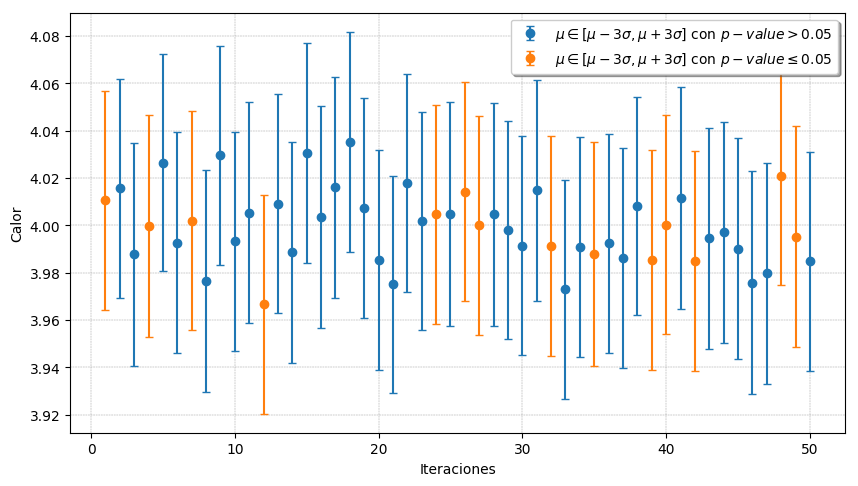 μ ∈ [μ − 3σ, μ + 3σ] con p − value > 0.05
μ ∈ [μ − 3σ, μ + 3σ] con p − value ≤ 0.05
Calor
4.08
4.06
4.04
4.02
4.00
3.98
3.96
3.94
3.92
0 10 20 30 40 50
Iteraciones